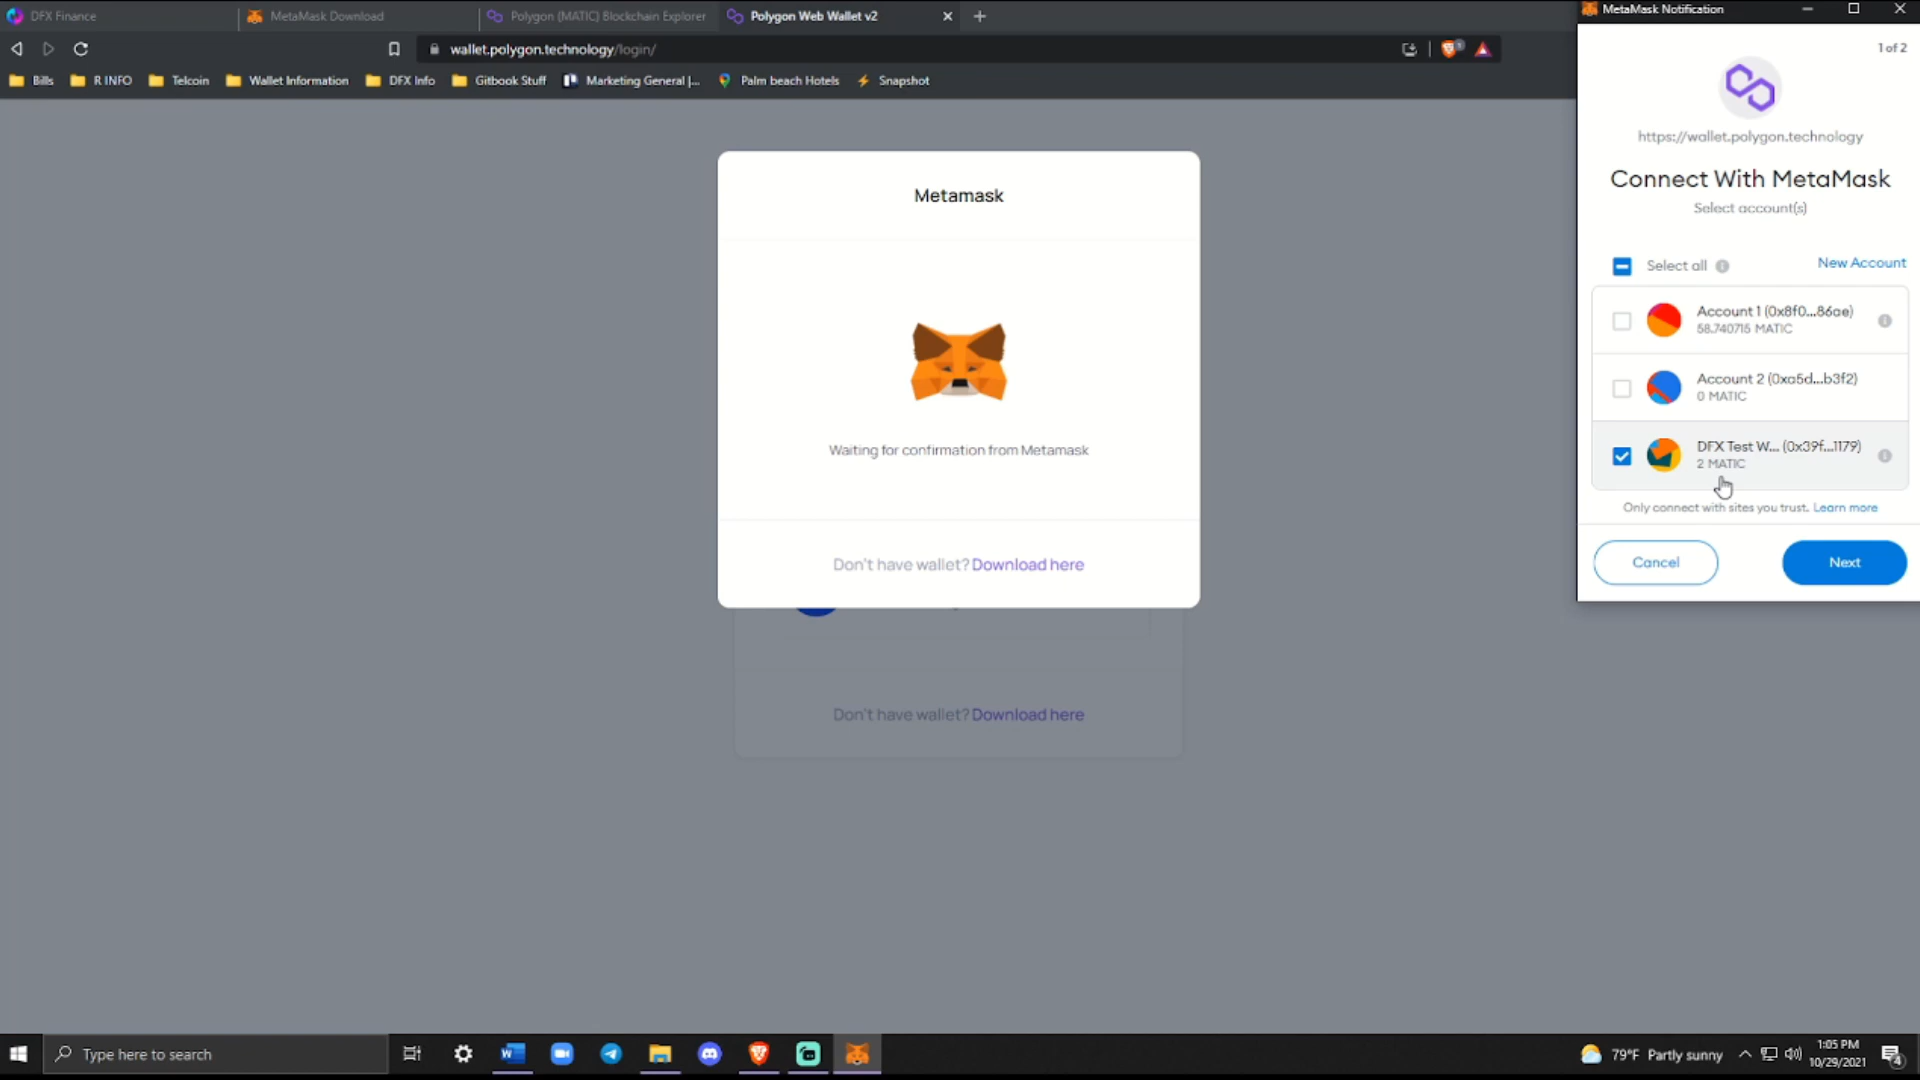 DFX Finance
MetaMask Download
Polygon (MATIC) Blockchain Explorer
Polygon Web Wallet v2
wallet.polygon.technology/login/
Bills
R INFO
Telcoin
Wallet Information
DFX Info
Gitbook Stuff
Marketing General |...
Palm beach Hotels
Snapshot
Metamask
Waiting for confirmation from Metamask
Don't have wallet? Download here
Don't have wallet? Download here
MetaMask Notification
1 of 2
https://wallet.polygon.technology
Connect With MetaMask
Select account(s)
Select all
New Account
Account 1 (0x8f0...86ae)
58.740715 MATIC
Account 2 (0xa5d...b3f2)
0 MATIC
DFX Test W... (0x39f...1179)
2 MATIC
Only connect with sites you trust. Learn more
Cancel
Next
Type here to search
79°F Partly sunny
1:05 PM
10/29/2021
4